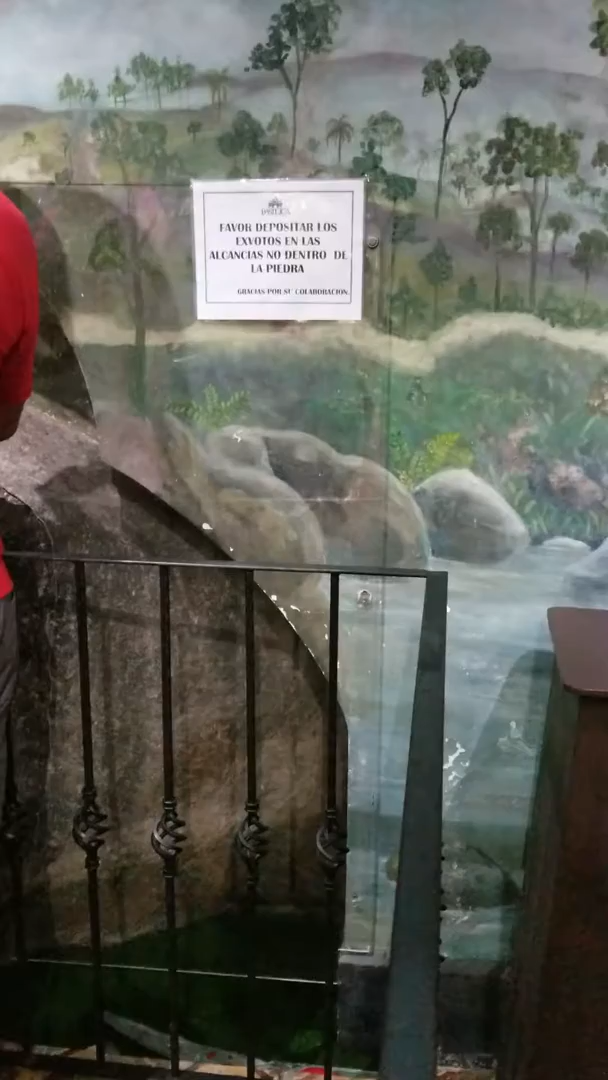 FAVOR DEPOSITAR LOS
EXVOTOS EN LAS
ALCANCIAS NO DENTRO DE
LA PIEDRA
GRACIAS POR SU COLABORACION.